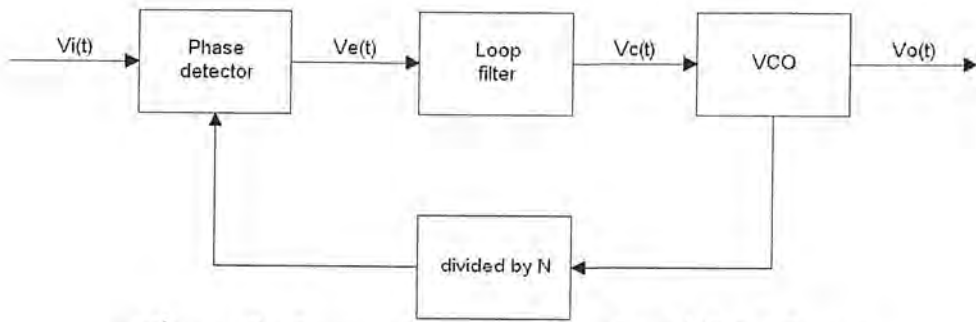 Vi(t)
Phase
detector
Ve(t)
Loop
filter
Vc(t)
VCO
Vo(t)
divided by N